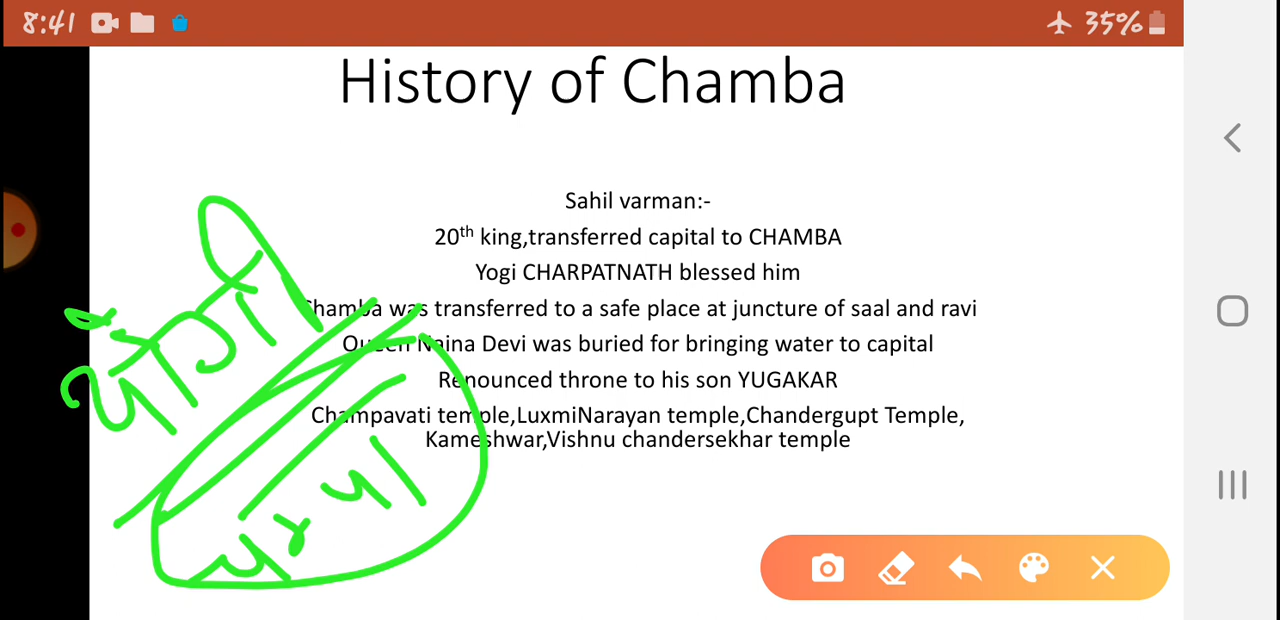 8:41 35%
History of Chamba
Sahil varman:-
20th king,transferred capital to CHAMBA
Yogi CHARPATNATH blessed him
Chamba was transferred to a safe place at juncture of saal and ravi
Queen Naina Devi was buried for bringing water to capital
Renounced throne to his son YUGAKAR
Champavati temple,LuxmiNarayan temple,Chandergupt Temple,
Kameshwar,Vishnu chandersekhar temple
योगी